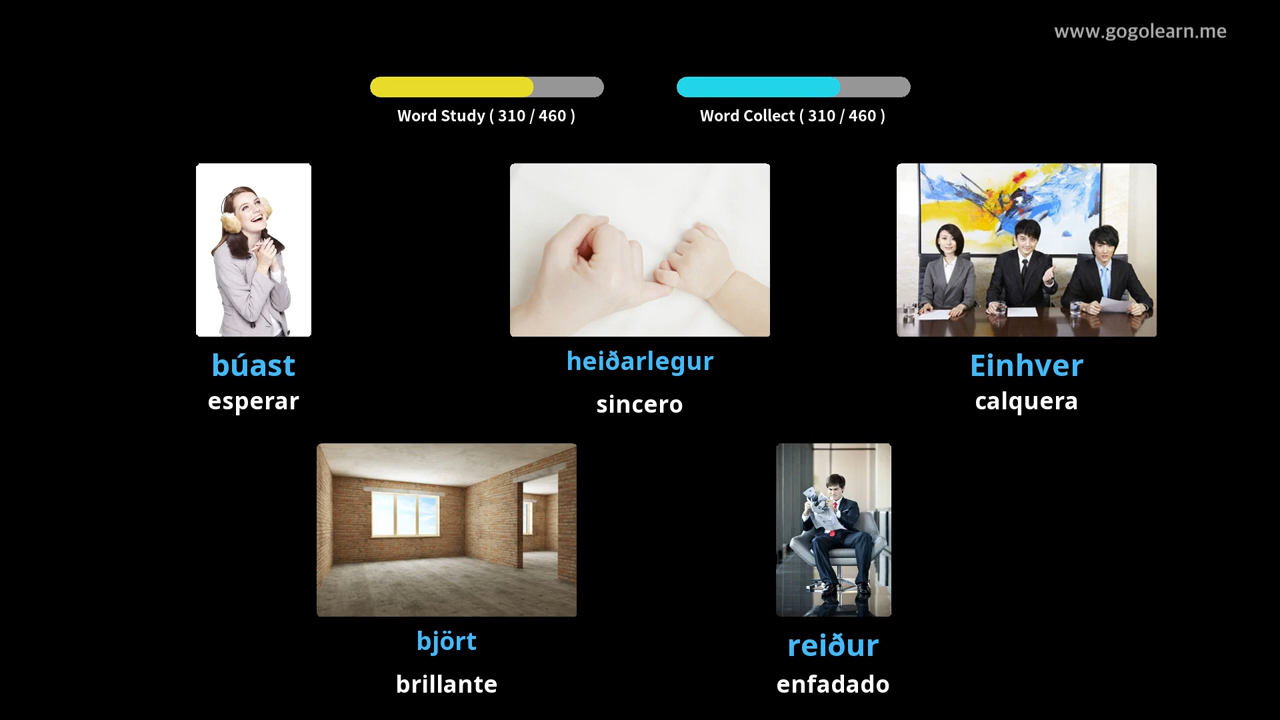 www.gogolearn.me
Word Study ( 310 / 460 )
Word Collect ( 310 / 460 )
búast
esperar
heiðarlegur
sincero
Einhver
calquera
björt
brillante
reiður
enfadado